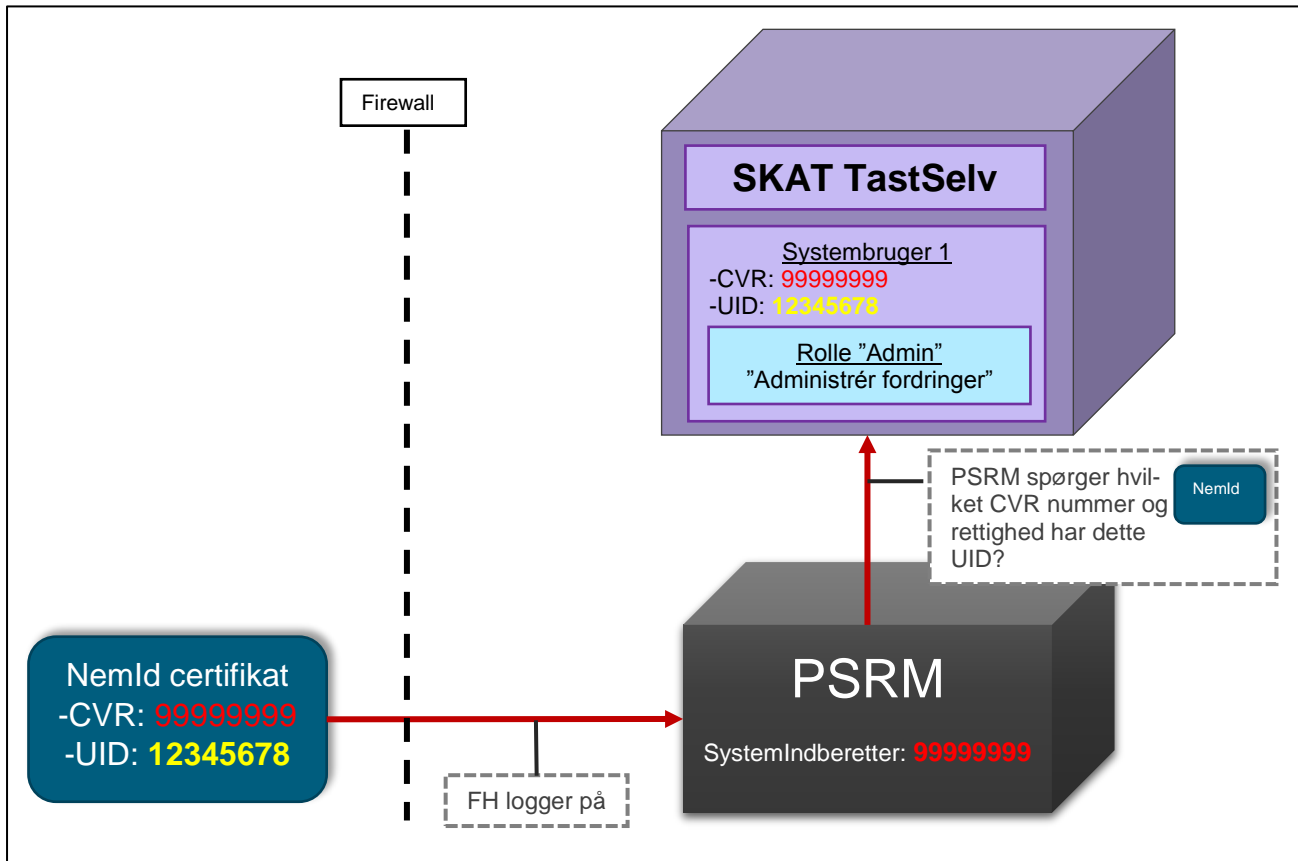 Firewall
SKAT TastSelv
Systembruger 1
-CVR: 99999999
-UID: 12345678
Rolle ”Admin”
”Administrér fordringer”
PSRM spørger hvil-
ket CVR nummer og
rettighed har dette
UID?
NemId
NemId certifikat
-CVR: 99999999
-UID: 12345678
FH logger på
PSRM
SystemIndberetter: 99999999